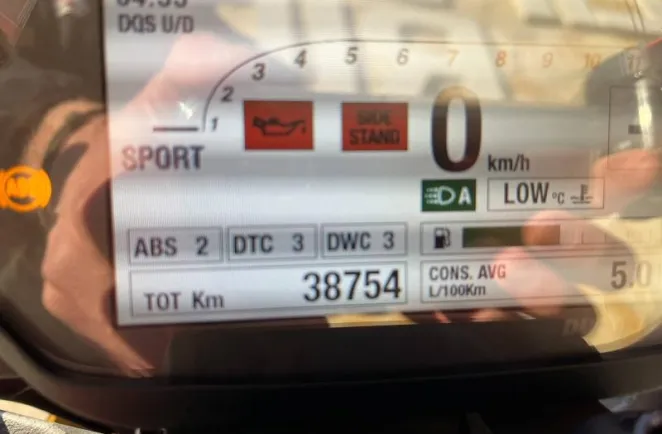 DQS U/D
1 2 3 4 5 6 7 8 9 10 11
SPORT
SIDE
STAND
0 km/h
A
LOW °C
ABS 2 DTC 3 DWC 3
TOT Km 38754
CONS. AVG 5.0
L/100Km